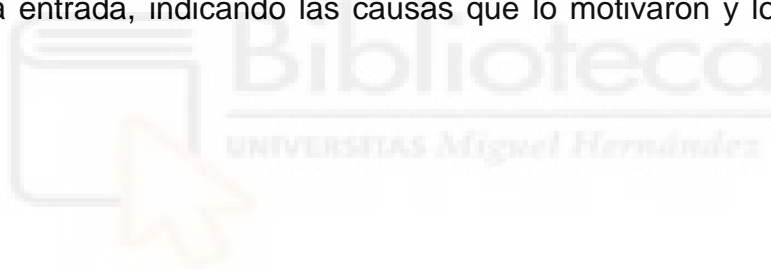 a entrada, indicando las causas que lo motivaron y lo
Biblioteca
UNIVERSITAS Miguel Hernández